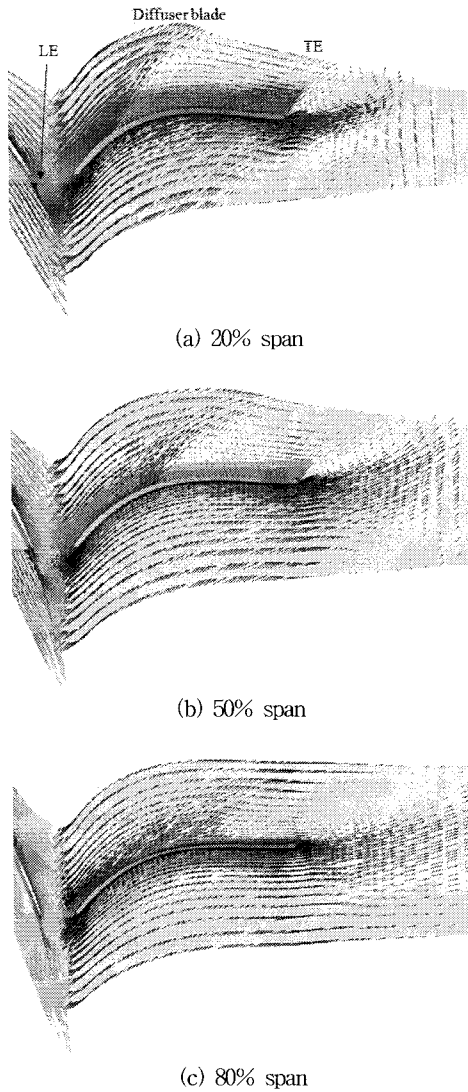 Diffuser blade
LE
TE
(a) 20% span
(b) 50% span
(c) 80% span